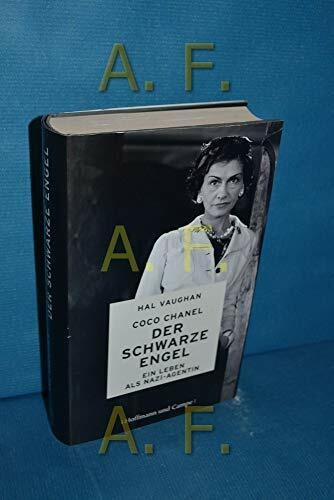 A. F.
DER SCHWARZE ENGEL
A. F.
HAL VAUGHAN
COCO CHANEL
DER
SCHWARZE
ENGEL
EIN LEBEN
ALS NAZI-AGENTIN
Hoffmann und Campe
A. F.